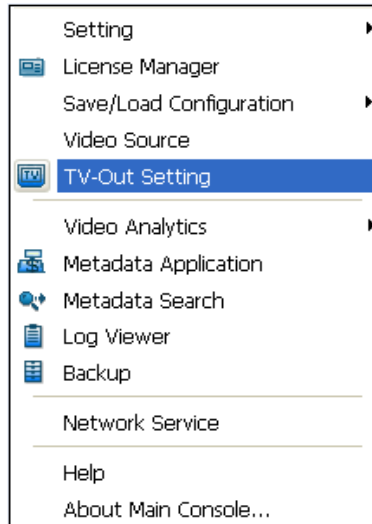 Setting
License Manager
Save/Load Configuration
Video Source
TV-Out Setting
Video Analytics
Metadata Application
Metadata Search
Log Viewer
Backup
Network Service
Help
About Main Console...